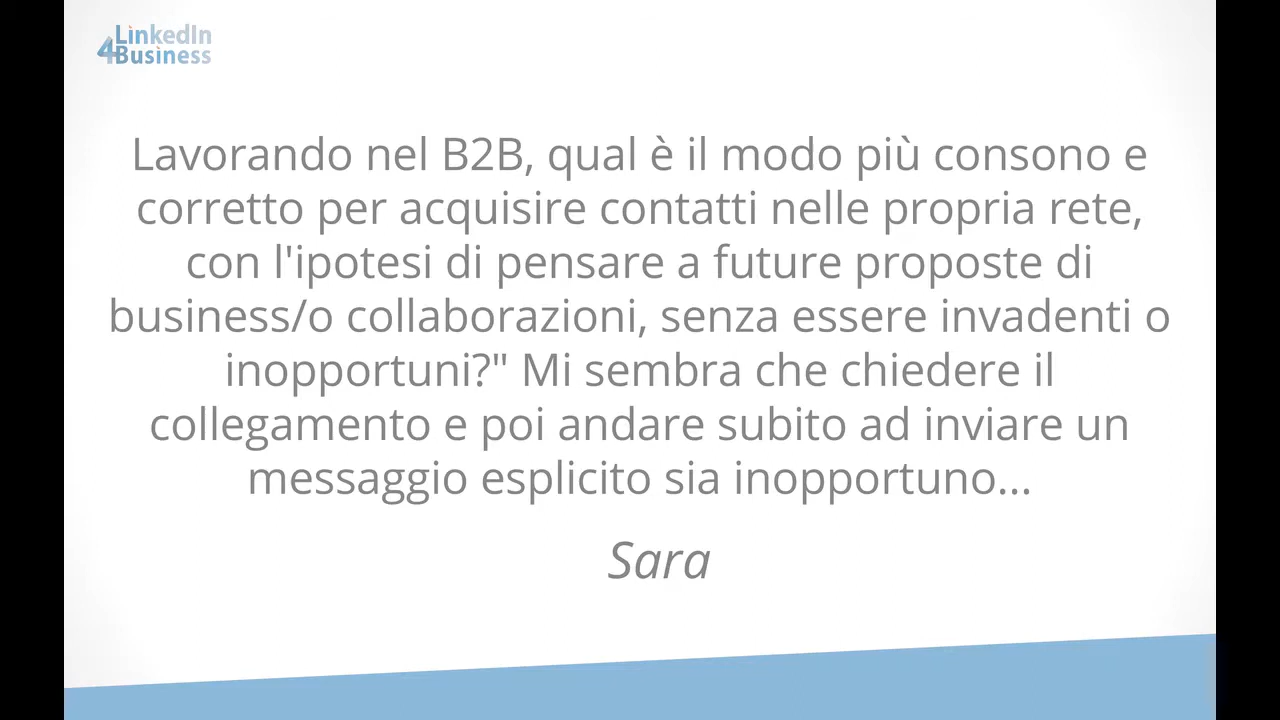 LinkedIn
4Business
Lavorando nel B2B, qual è il modo più consono e
corretto per acquisire contatti nelle propria rete,
con l'ipotesi di pensare a future proposte di
business/o collaborazioni, senza essere invadenti o
inopportuni?" Mi sembra che chiedere il
collegamento e poi andare subito ad inviare un
messaggio esplicito sia inopportuno...
Sara